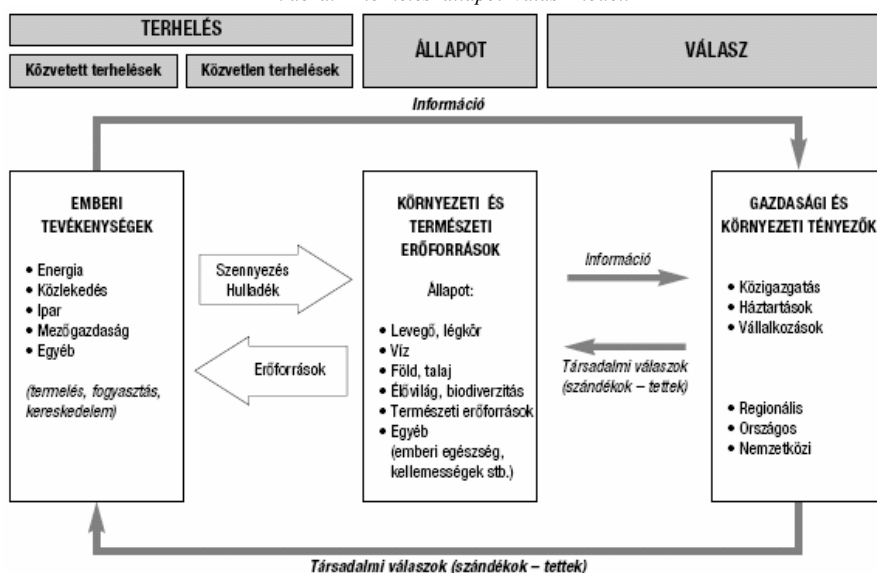 TERHELÉS
ÁLLAPOT
VÁLASZ
Közvetett terhelések
Közvetlen terhelések
Információ
EMBERI
TEVÉKENYSÉGEK
• Energia
• Közlekedés
• Ipar
• Mezőgazdaság
• Egyéb
(termelés, fogyasztás,
kereskedelem)
Szennyezés
Hulladék
Erőforrások
KÖRNYEZETI ÉS
TERMÉSZETI
ERŐFORRÁSOK
Állapot:
• Levegő, légkör
• Víz
• Föld, talaj
• Élővilág, biodiverzitás
• Természeti erőforrások
• Egyéb
(emberi egészség,
kellemességek stb.)
Információ
Társadalmi válaszok
(szándékok – tettek)
GAZDASÁGI ÉS
KÖRNYEZETI TÉNYEZŐK
• Közigazgatás
• Háztartások
• Vállalkozások
• Regionális
• Országos
• Nemzetközi
Társadalmi válaszok (szándékok – tettek)